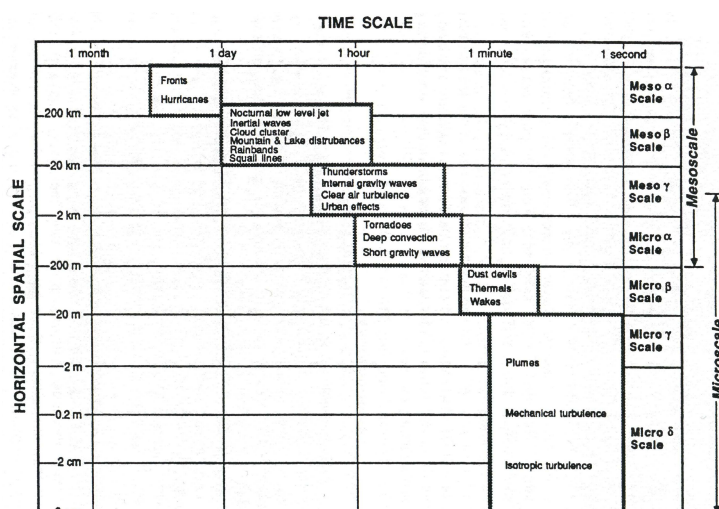 TIME SCALE
1 month 1 day 1 hour 1 minute 1 second
Fronts
Hurricanes
Meso α
Scale
200 km
Nocturnal low level jet
Inertial waves
Cloud cluster
Mountain & Lake distrubances
Rainbands
Squall lines
Meso β
Scale
20 km
Thunderstorms
Internal gravity waves
Clear air turbulence
Urban effects
Meso γ
Scale
2 km
Tornadoes
Deep convection
Short gravity waves
Micro α
Scale
200 m
Dust devils
Thermals
Wakes
Micro β
Scale
20 m
Micro γ
Scale
Plumes
2 m
Mechanical turbulence
0.2 m
Micro δ
Scale
Isotropic turbulence
2 cm
HORIZONTAL SPATIAL SCALE
Mesoscale
Microscale